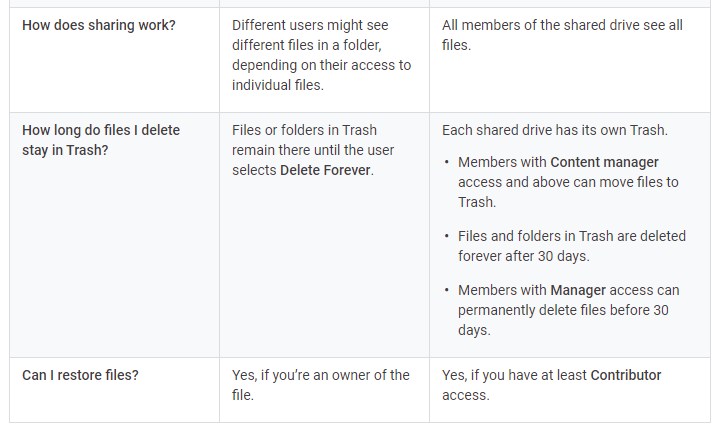 How does sharing work?
Different users might see
different files in a folder,
depending on their access to
individual files.
All members of the shared drive see all
files.
How long do files I delete
stay in Trash?
Files or folders in Trash
remain there until the user
selects Delete Forever.
Each shared drive has its own Trash.
• Members with Content manager
access and above can move files to
Trash.
• Files and folders in Trash are deleted
forever after 30 days.
• Members with Manager access can
permanently delete files before 30
days.
Can I restore files?
Yes, if you’re an owner of the
file.
Yes, if you have at least Contributor
access.